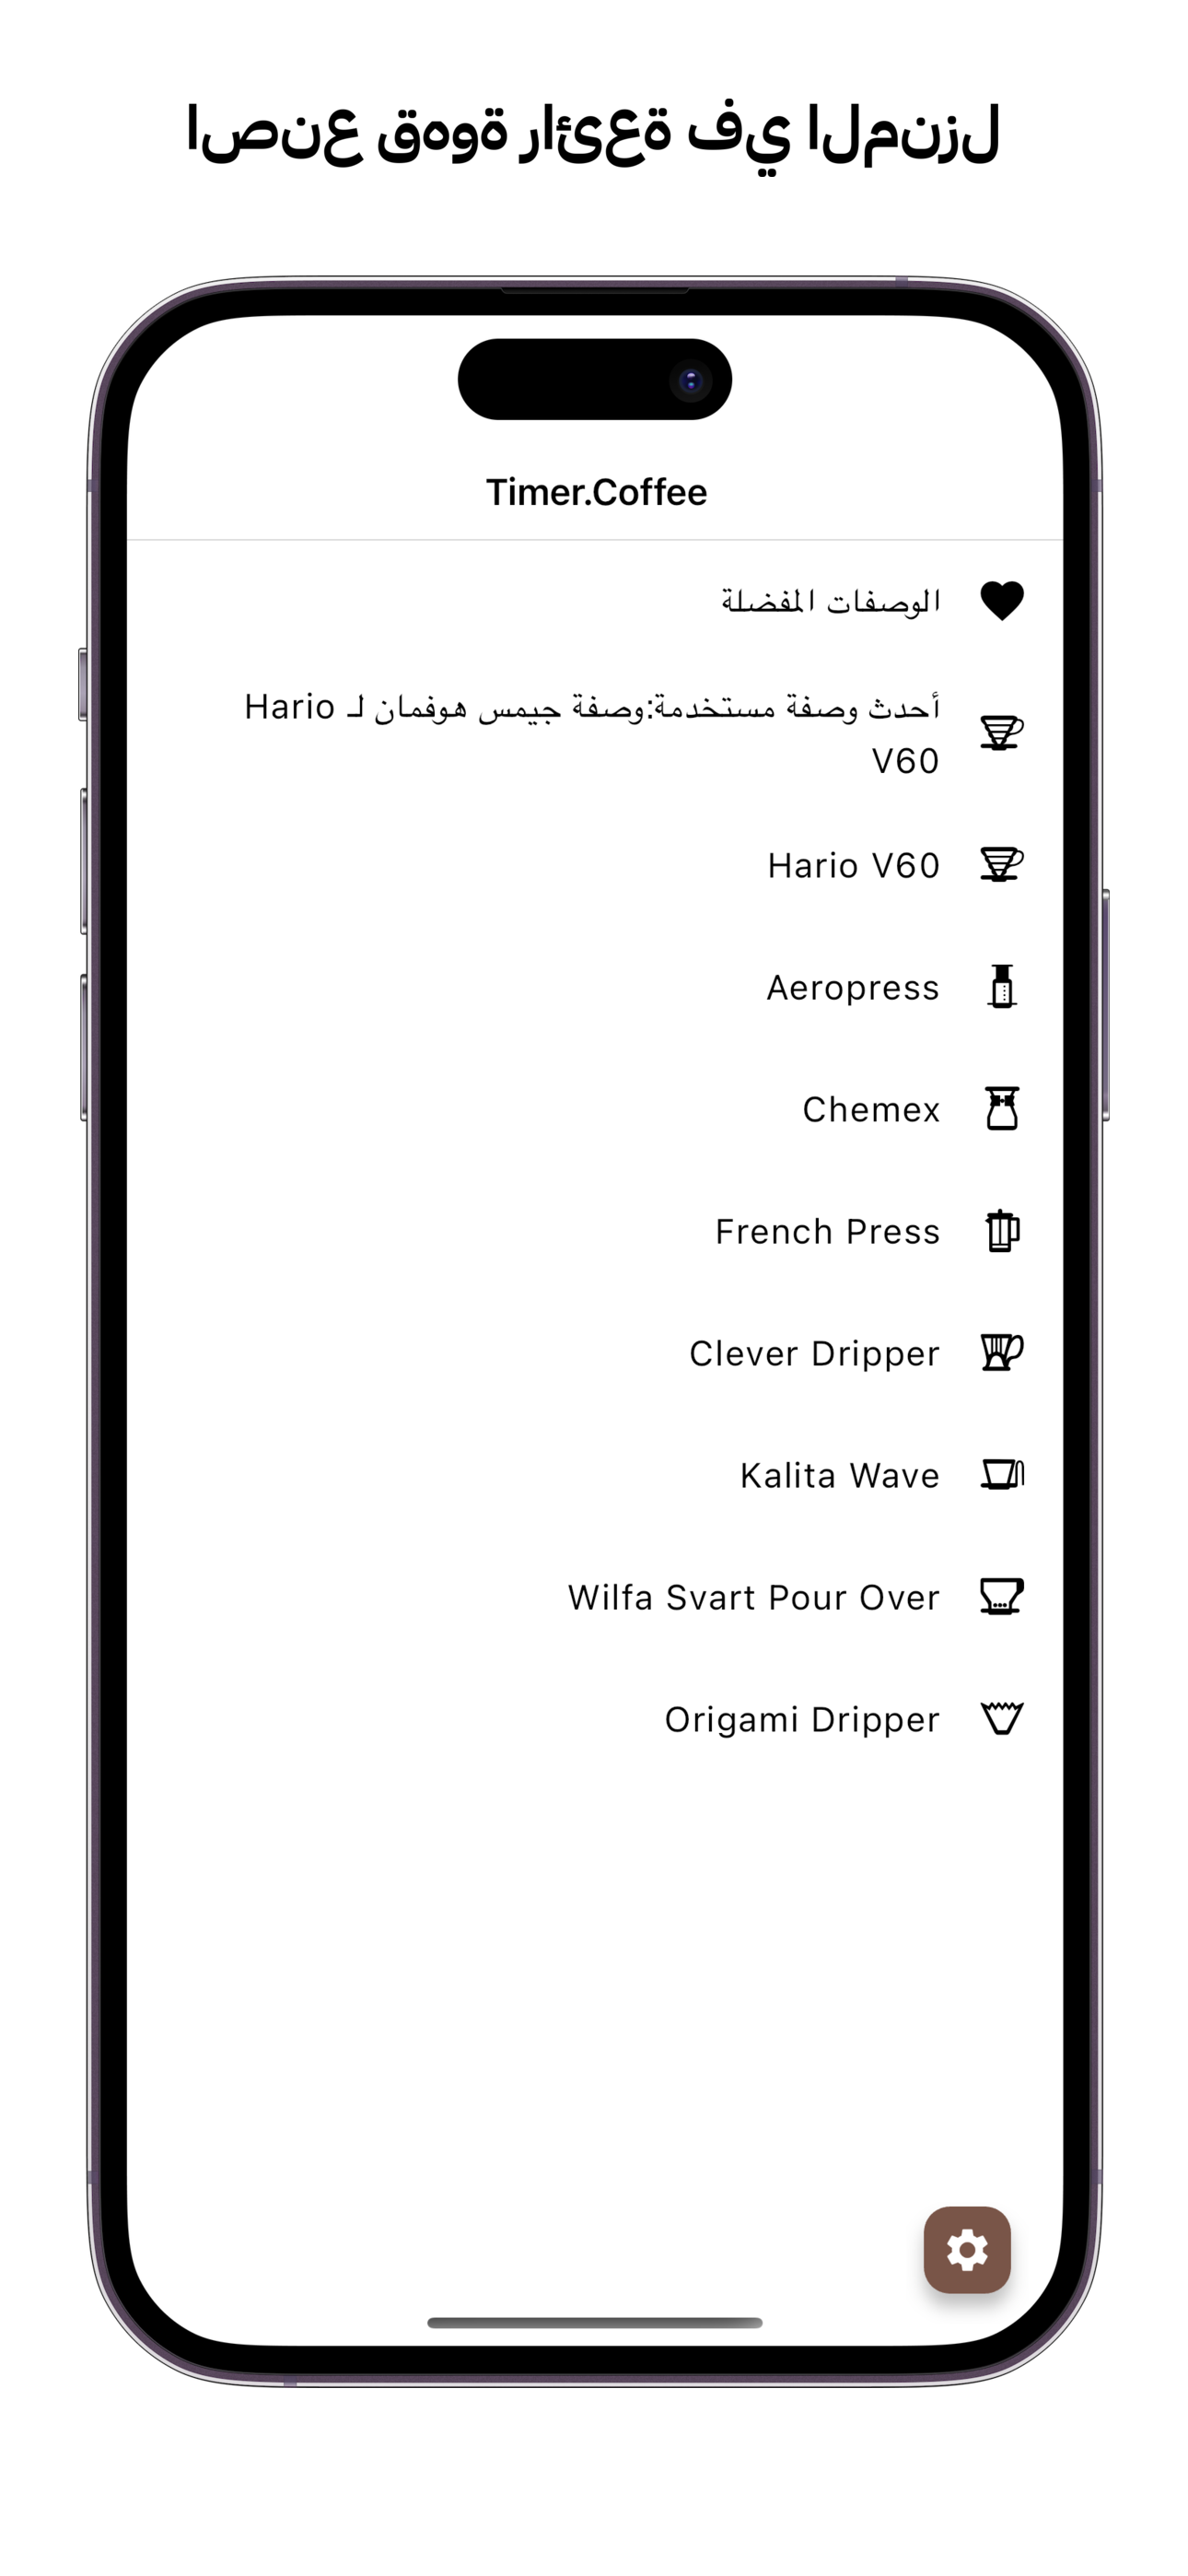 اصنع قهوة رائعة في المنزل
Timer.Coffee
الوصفات المفضلة
أحدث وصفة مستخدمة:وصفة جيمس هوفمان لـ Hario
V60
Hario V60
Aeropress
Chemex
French Press
Clever Dripper
Kalita Wave
Wilfa Svart Pour Over
Origami Dripper